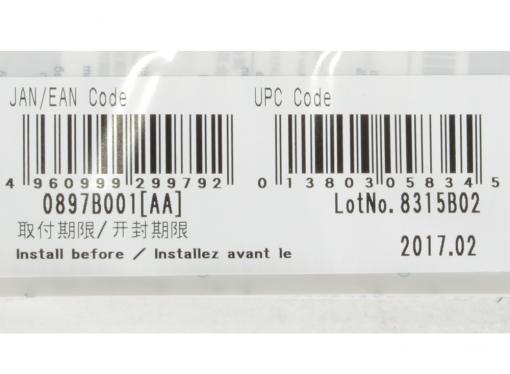 JAN/EAN Code UPC Code
4 960999 299792 0 13803 05834 5
0897B001[AA] LotNo. 8315B02
取付期限/开封期限
Install before / Installez avant le 2017.02